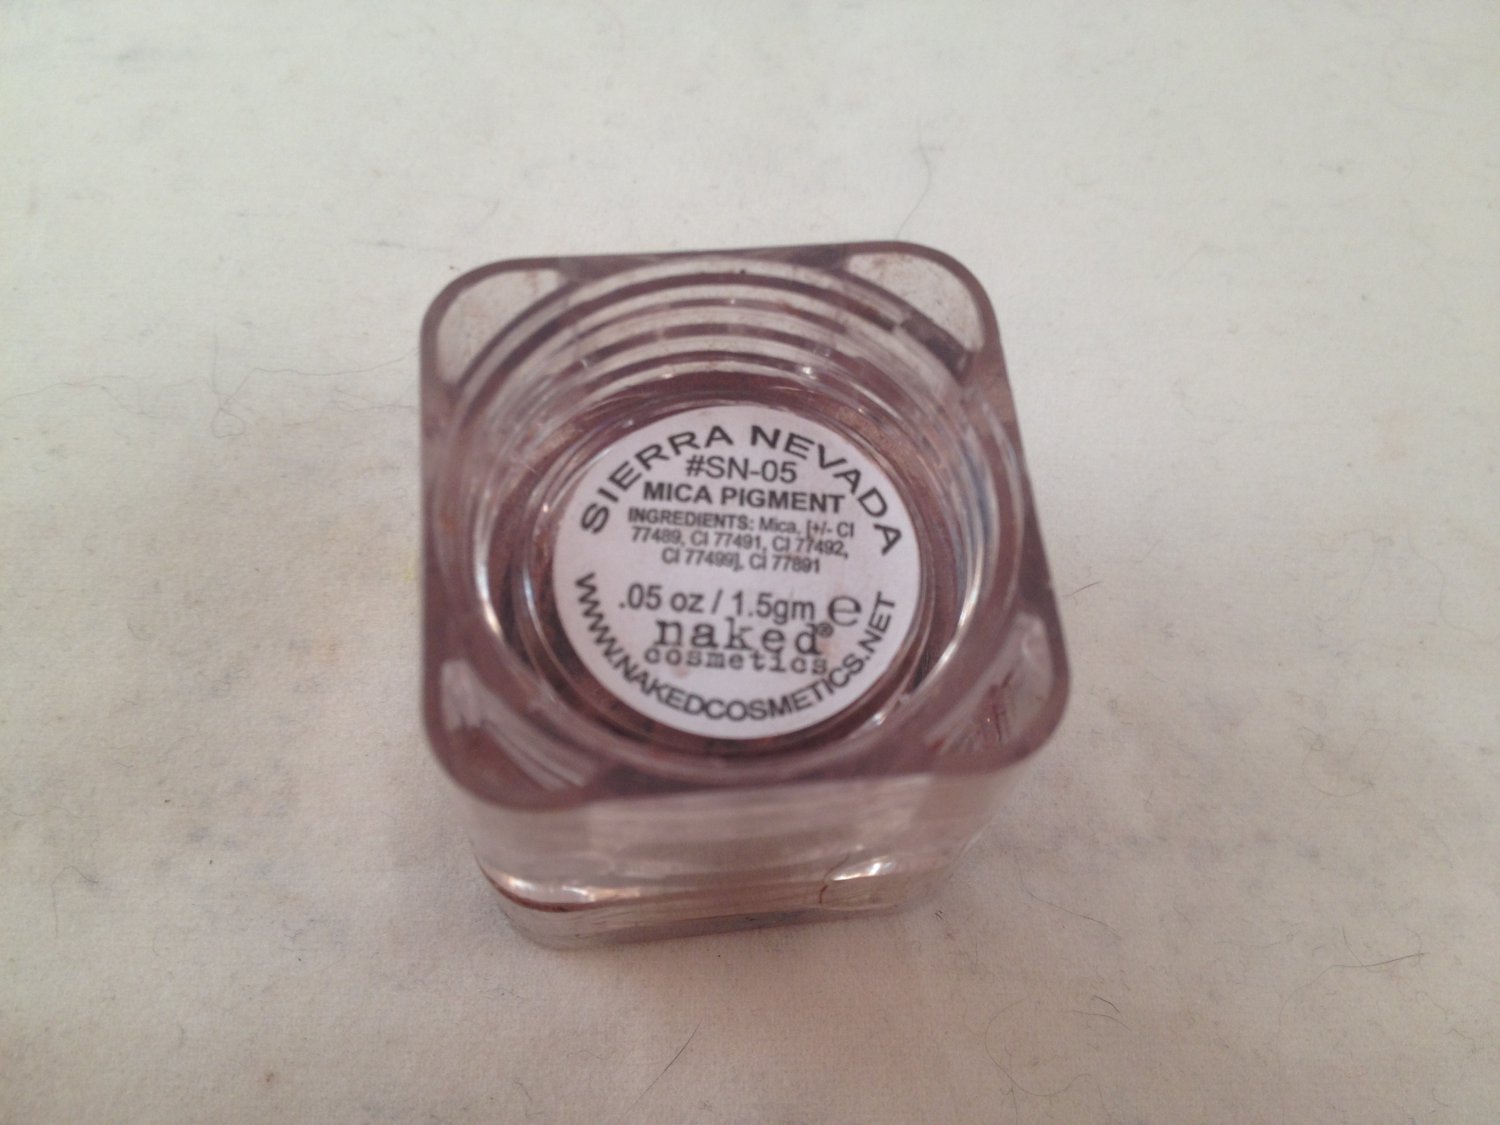 SIERRA NEVADA
#SN-05
MICA PIGMENT
INGREDIENTS: Mica, [+/- CI
77489, CI 77491, CI 77492,
CI 77499], CI 77891
.05 oz / 1.5gm e
naked®
cosmetics
WWW.NAKEDCOSMETICS.NET